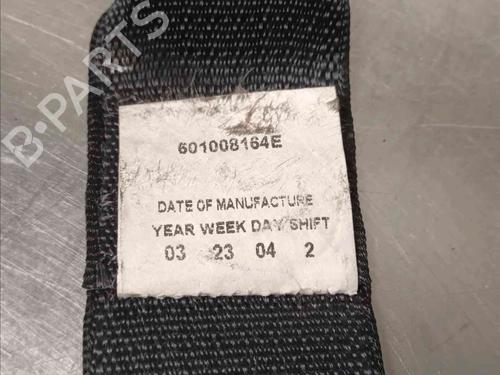 B-PARTS
601008164E
DATE OF MANUFACTURE
YEAR WEEK DAY SHIFT
03 23 04 2